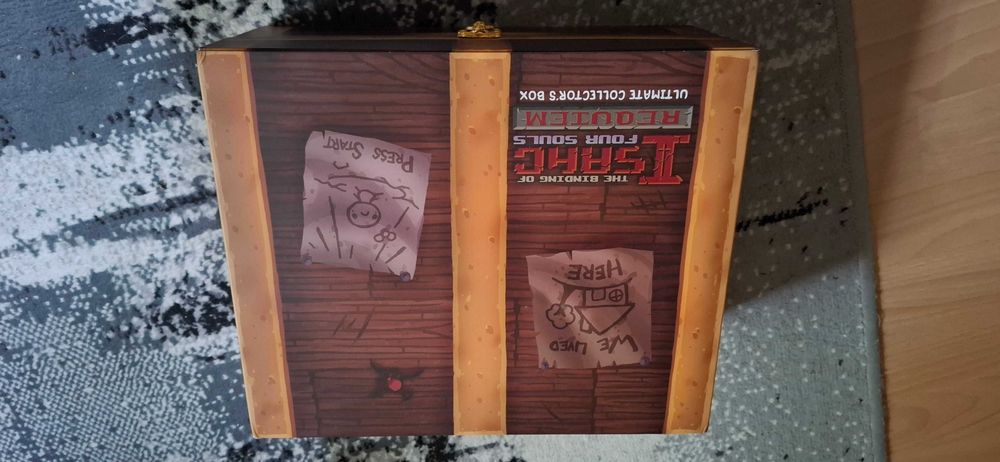 THE BINDING OF
ISAAC
FOUR SOULS
REQUIEM
ULTIMATE COLLECTOR'S BOX
WE LIVED
HERE
PRESS START